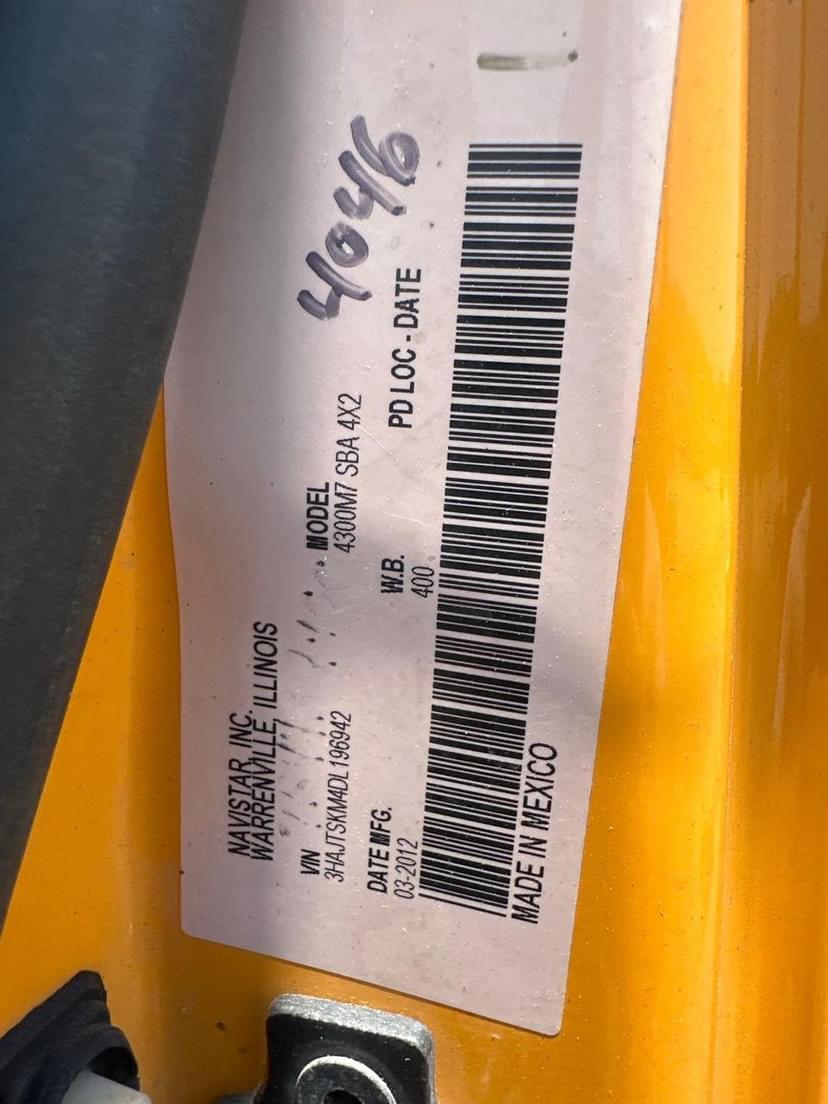 NAVISTAR, INC.
WARRENVILLE, ILLINOIS
4046
VIN
3HAJTSKM4DL196942
MODEL
4300M7 SBA 4X2
DATE MFG.
03-2012
W.B.
400
PD LOC - DATE
MADE IN MEXICO